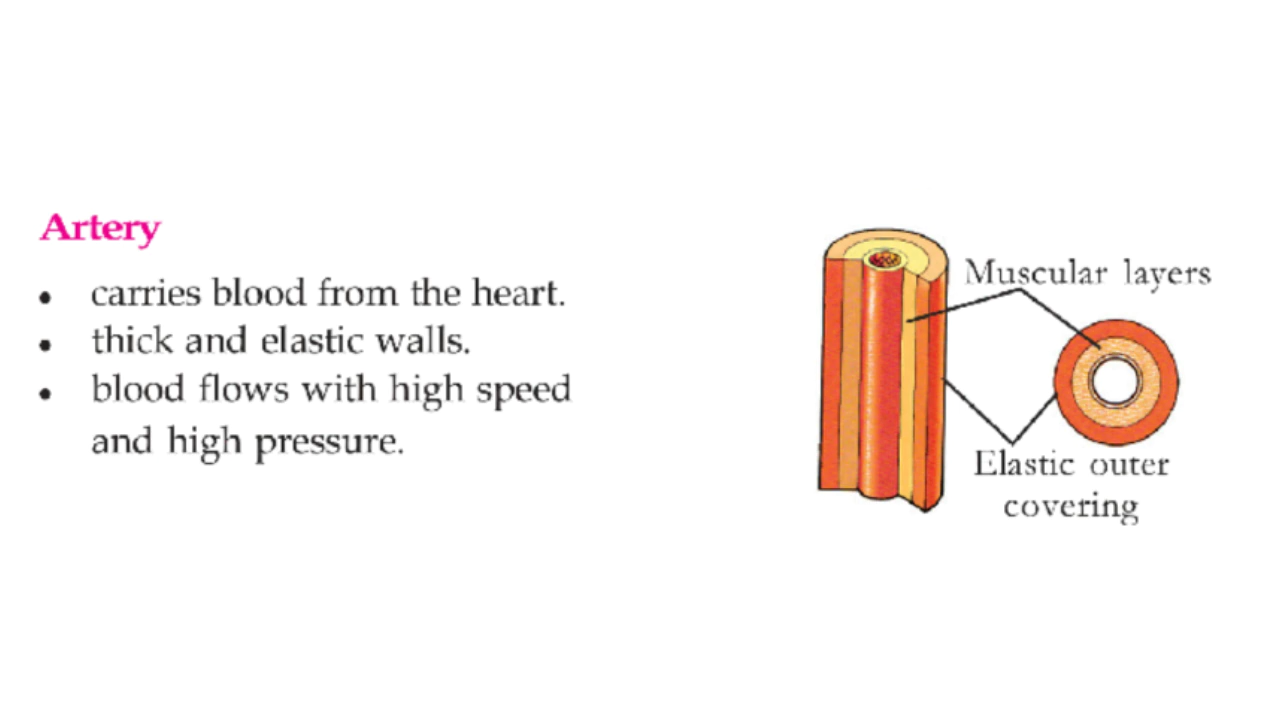 Artery
• carries blood from the heart.
• thick and elastic walls.
• blood flows with high speed
and high pressure.
Muscular layers
Elastic outer
covering